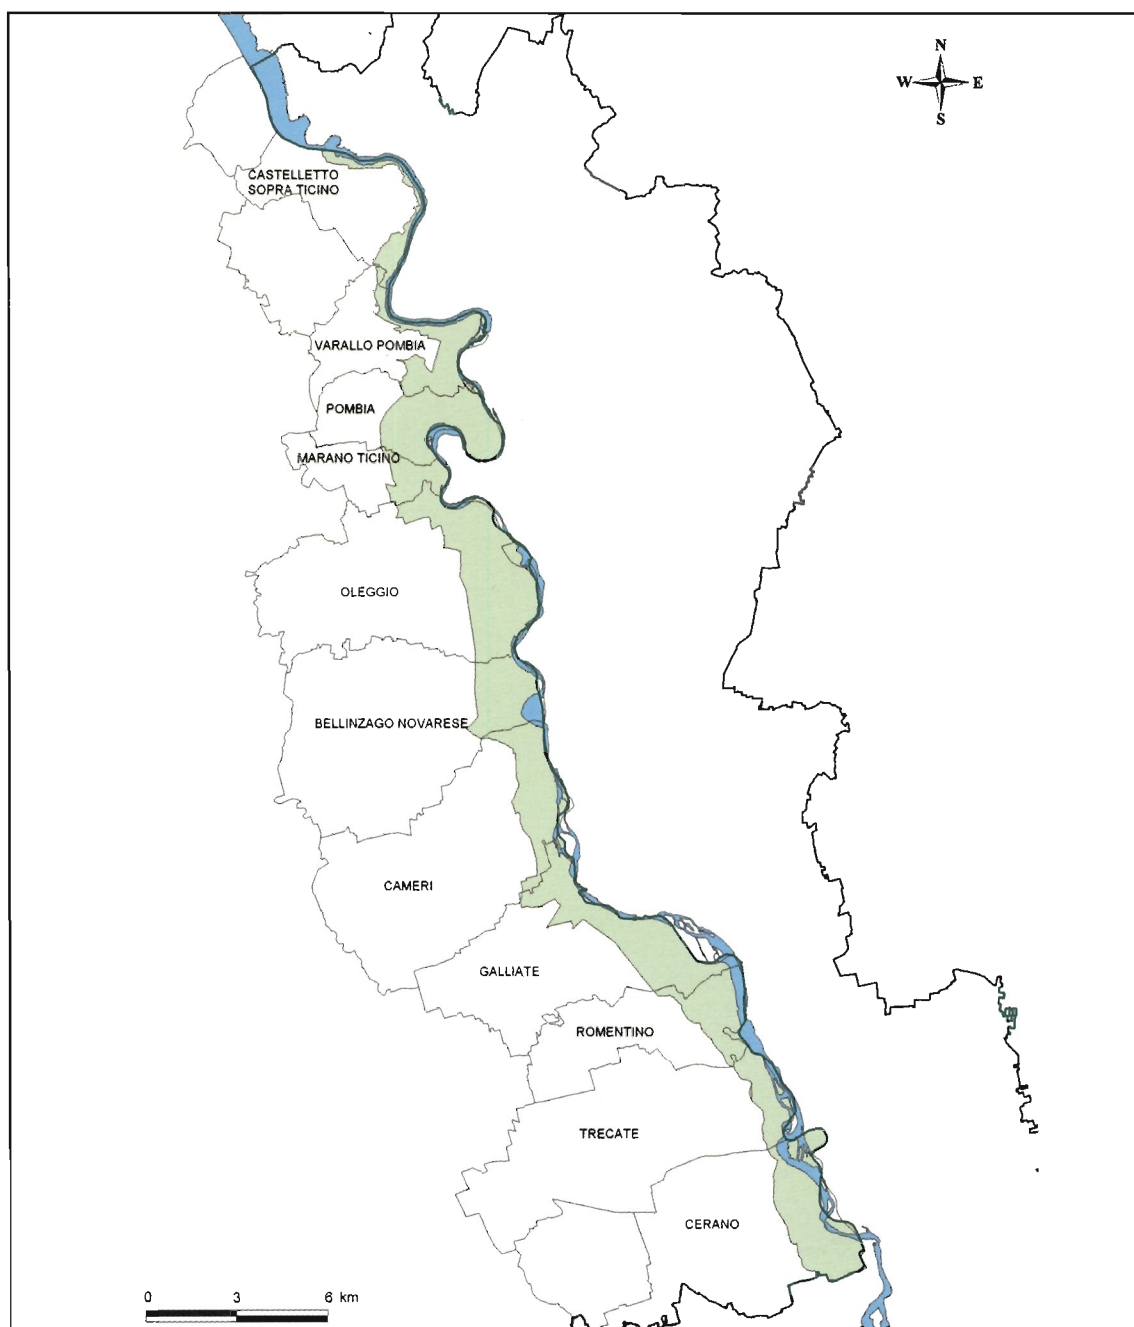 N
W E
S
CASTELLETTO
SOPRA TICINO
VARALLO POMBIA
POMBIA
MARANO TICINO
OLEGGIO
BELLINZAGO NOVARESE
CAMERI
GALLIATE
ROMENTINO
TRECATE
CERANO
0 3 6 km